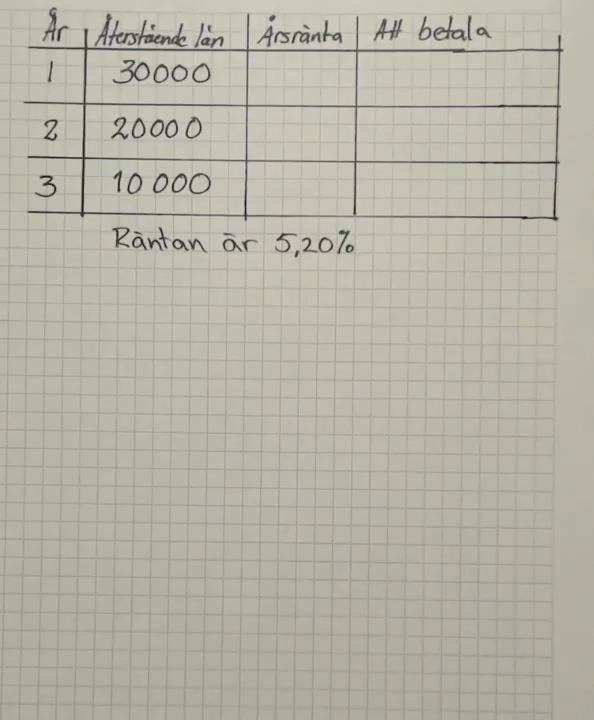 År Återstående lån Årsränta Att betala
1 30000
2 20000
3 10 000
Räntan är 5,20%